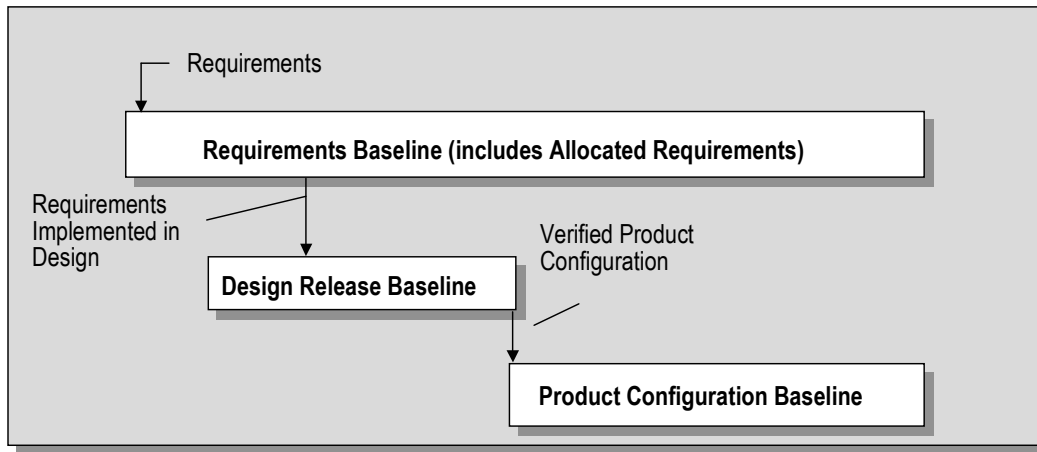 Requirements
Requirements Baseline (includes Allocated Requirements)
Requirements
Implemented in
Design
Verified Product
Configuration
Design Release Baseline
Product Configuration Baseline